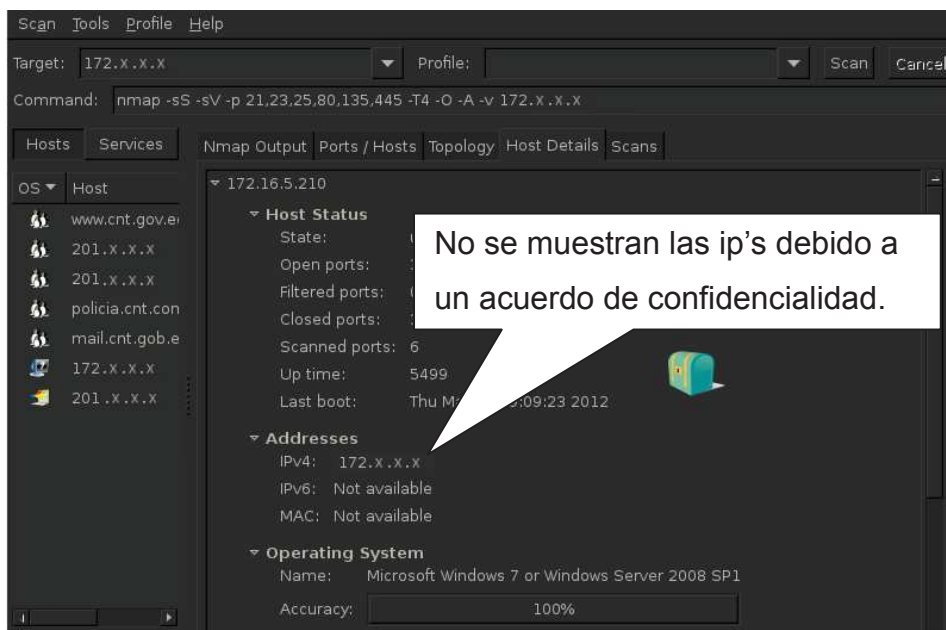 Scan Tools Profile Help
Target: 172.x.x.x Profile: Scan Cancel
Command: nmap -sS -sV -p 21,23,25,80,135,445 -T4 -O -A -v 172.x.x.x
Hosts Services
Nmap Output Ports / Hosts Topology Host Details Scans
OS Host
www.cnt.gov.e
201.x.x.x
201.x.x.x
policia.cnt.con
mail.cnt.gob.e
172.x.x.x
201.x.x.x
172.16.5.210
Host Status
State:
Open ports:
Filtered ports:
Closed ports:
Scanned ports: 6
Up time: 5499
Last boot: Thu :09:23 2012
No se muestran las ip's debido a
un acuerdo de confidencialidad.
Addresses
IPv4: 172.x.x.x
IPv6: Not available
MAC: Not available
Operating System
Name: Microsoft Windows 7 or Windows Server 2008 SP1
Accuracy: 100%